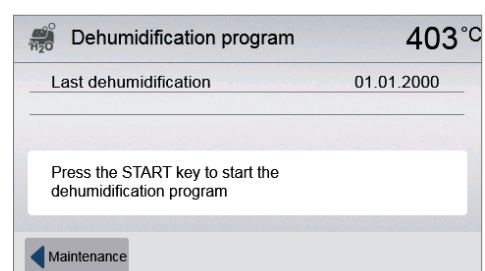 H2O
Dehumidification program 403 °C
Last dehumidification 01.01.2000
Press the START key to start the
dehumidification program
Maintenance